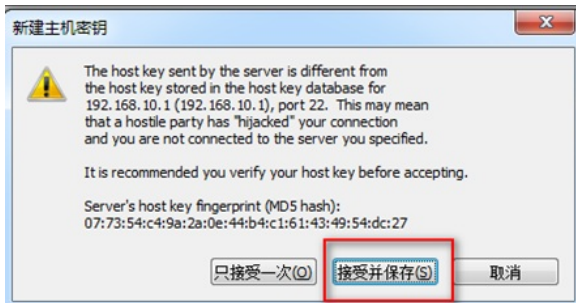 新建主机密钥
The host key sent by the server is different from
the host key stored in the host key database for
192.168.10.1 (192.168.10.1), port 22.  This may mean
that a hostile party has "hijacked" your connection
and you are not connected to the server you specified.
It is recommended you verify your host key before accepting.
Server's host key fingerprint (MD5 hash):
07:73:54:c4:9a:2a:0e:44:b4:c1:61:43:49:54:dc:27
只接受一次(O) 接受并保存(S) 取消